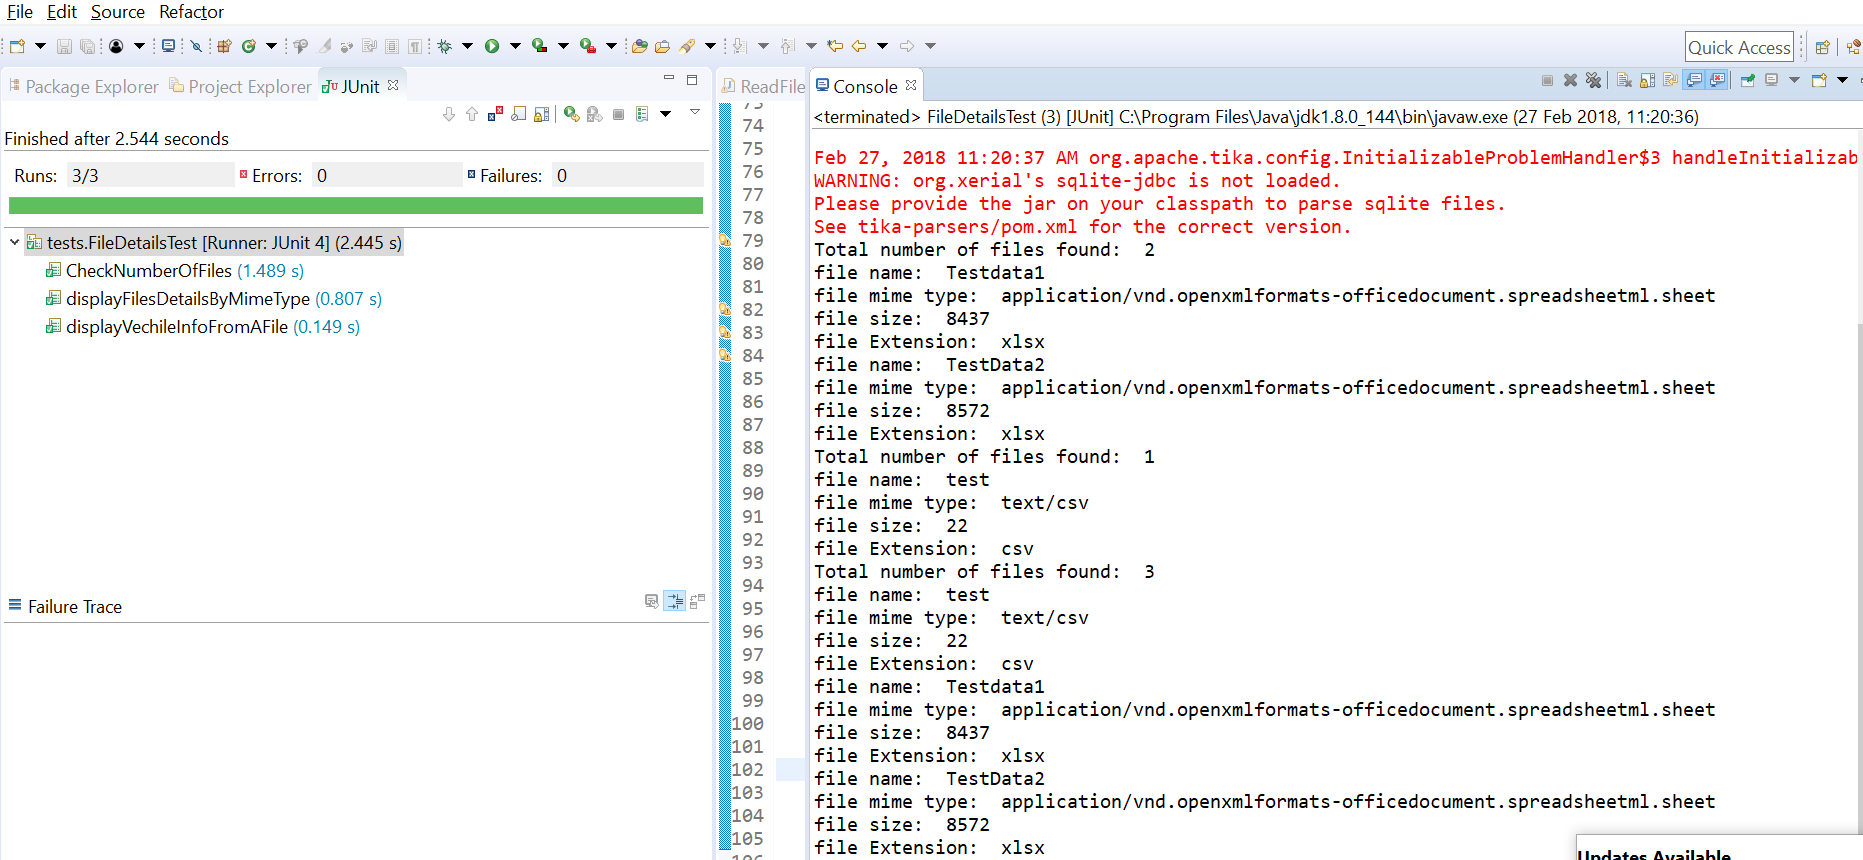 File Edit Source Refactor
Quick Access
Package Explorer Project Explorer JUnit
Finished after 2.544 seconds
Runs: 3/3 Errors: 0 Failures: 0
tests.FileDetailsTest [Runner: JUnit 4] (2.445 s)
CheckNumberOfFiles (1.489 s)
displayFilesDetailsByMimeType (0.807 s)
displayVechileInfoFromAFile (0.149 s)
Failure Trace
ReadFile
73
74
75
76
77
78
79
80
81
82
83
84
85
86
87
88
89
90
91
92
93
94
95
96
97
98
99
100
101
102
103
104
105
106
Console
<terminated> FileDetailsTest (3) [JUnit] C:\Program Files\Java\jdk1.8.0_144\bin\javaw.exe (27 Feb 2018, 11:20:36)
Feb 27, 2018 11:20:37 AM org.apache.tika.config.InitializableProblemHandler$3 handleInitializab
WARNING: org.xerial's sqlite-jdbc is not loaded.
Please provide the jar on your classpath to parse sqlite files.
See tika-parsers/pom.xml for the correct version.
Total number of files found:  2
file name:  Testdata1
file mime type:  application/vnd.openxmlformats-officedocument.spreadsheetml.sheet
file size:  8437
file Extension:  xlsx
file name:  TestData2
file mime type:  application/vnd.openxmlformats-officedocument.spreadsheetml.sheet
file size:  8572
file Extension:  xlsx
Total number of files found:  1
file name:  test
file mime type:  text/csv
file size:  22
file Extension:  csv
Total number of files found:  3
file name:  test
file mime type:  text/csv
file size:  22
file Extension:  csv
file name:  Testdata1
file mime type:  application/vnd.openxmlformats-officedocument.spreadsheetml.sheet
file size:  8437
file Extension:  xlsx
file name:  TestData2
file mime type:  application/vnd.openxmlformats-officedocument.spreadsheetml.sheet
file size:  8572
file Extension:  xlsx
Updates Available